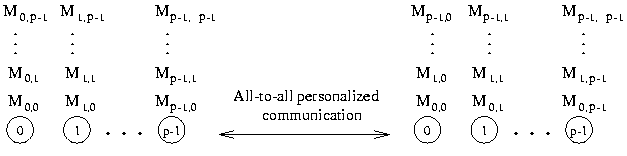 M0,p-1 M1,p-1 Mp-1, p-1 Mp-1,0 Mp-1,1 Mp-1, p-1
M0,1 M1,1 Mp-1,1 M1,0 M1,1 M1,p-1
All-to-all personalized
M0,0 M1,0 Mp-1,0 M0,0 M0,1 M0,p-1
communication
0 1 . . . p-1 0 1 . . . p-1